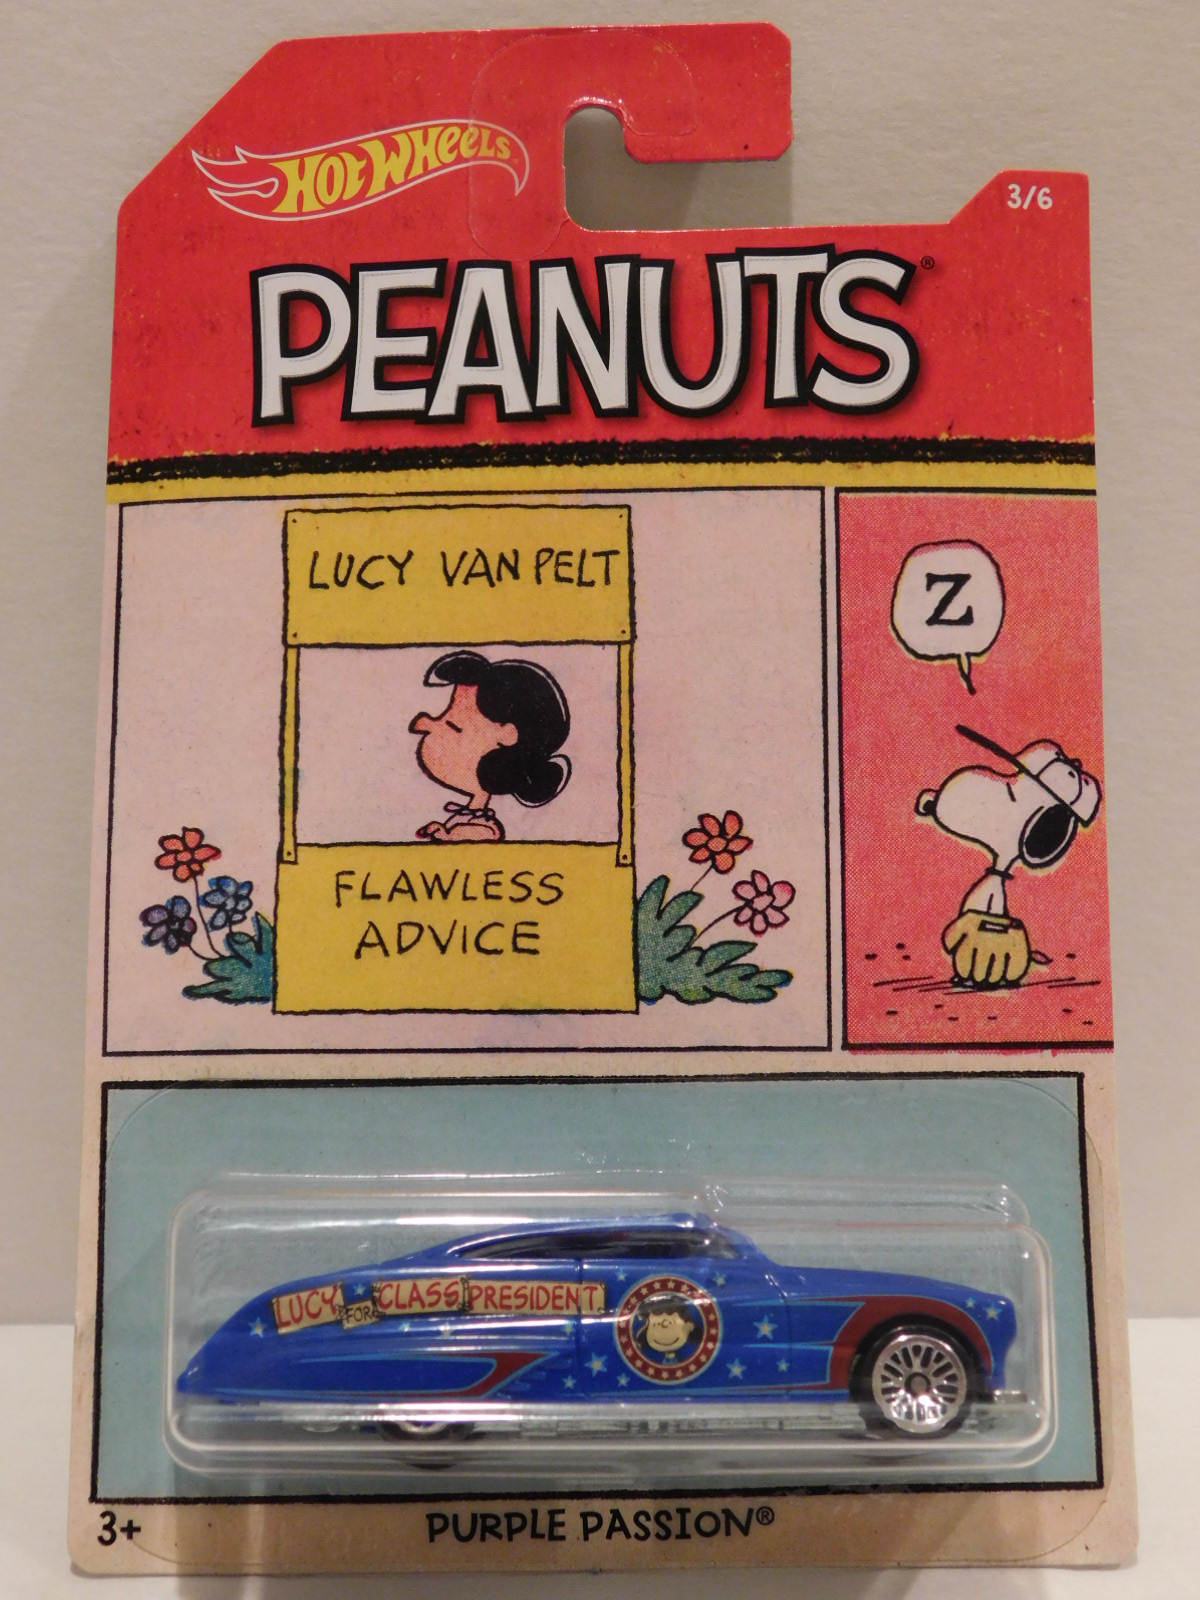 HOT WHEELS
3/6
PEANUTS®
LUCY VAN PELT
Z
FLAWLESS
ADVICE
LUCY FOR CLASS PRESIDENT
3+
PURPLE PASSION®